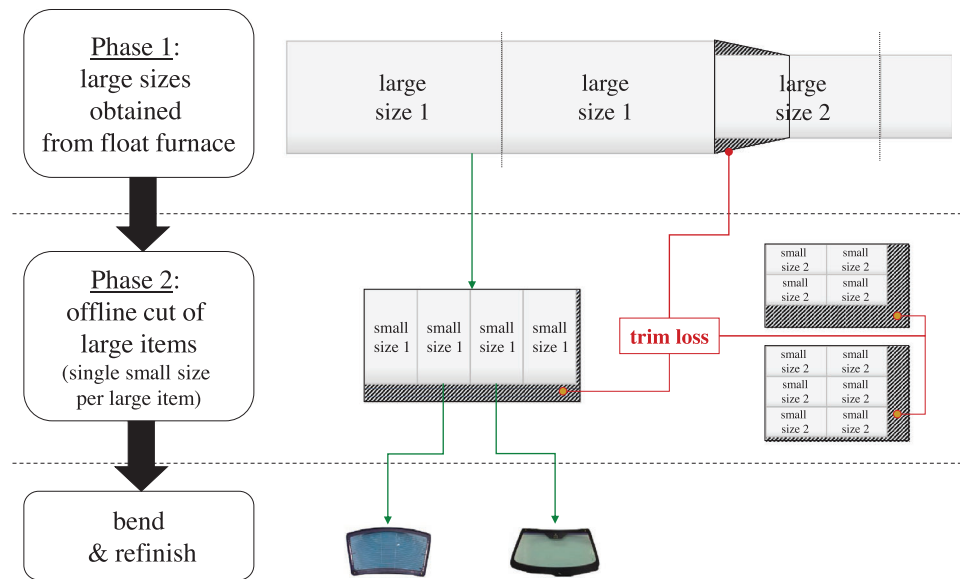 Phase 1:
large sizes
obtained
from float furnace
large
size 1
large
size 1
large
size 2
Phase 2:
offline cut of
large items
(single small size
per large item)
small
size 1
small
size 1
small
size 1
small
size 1
trim loss
small
size 2
small
size 2
small
size 2
small
size 2
small
size 2
small
size 2
small
size 2
small
size 2
small
size 2
small
size 2
bend
& refinish